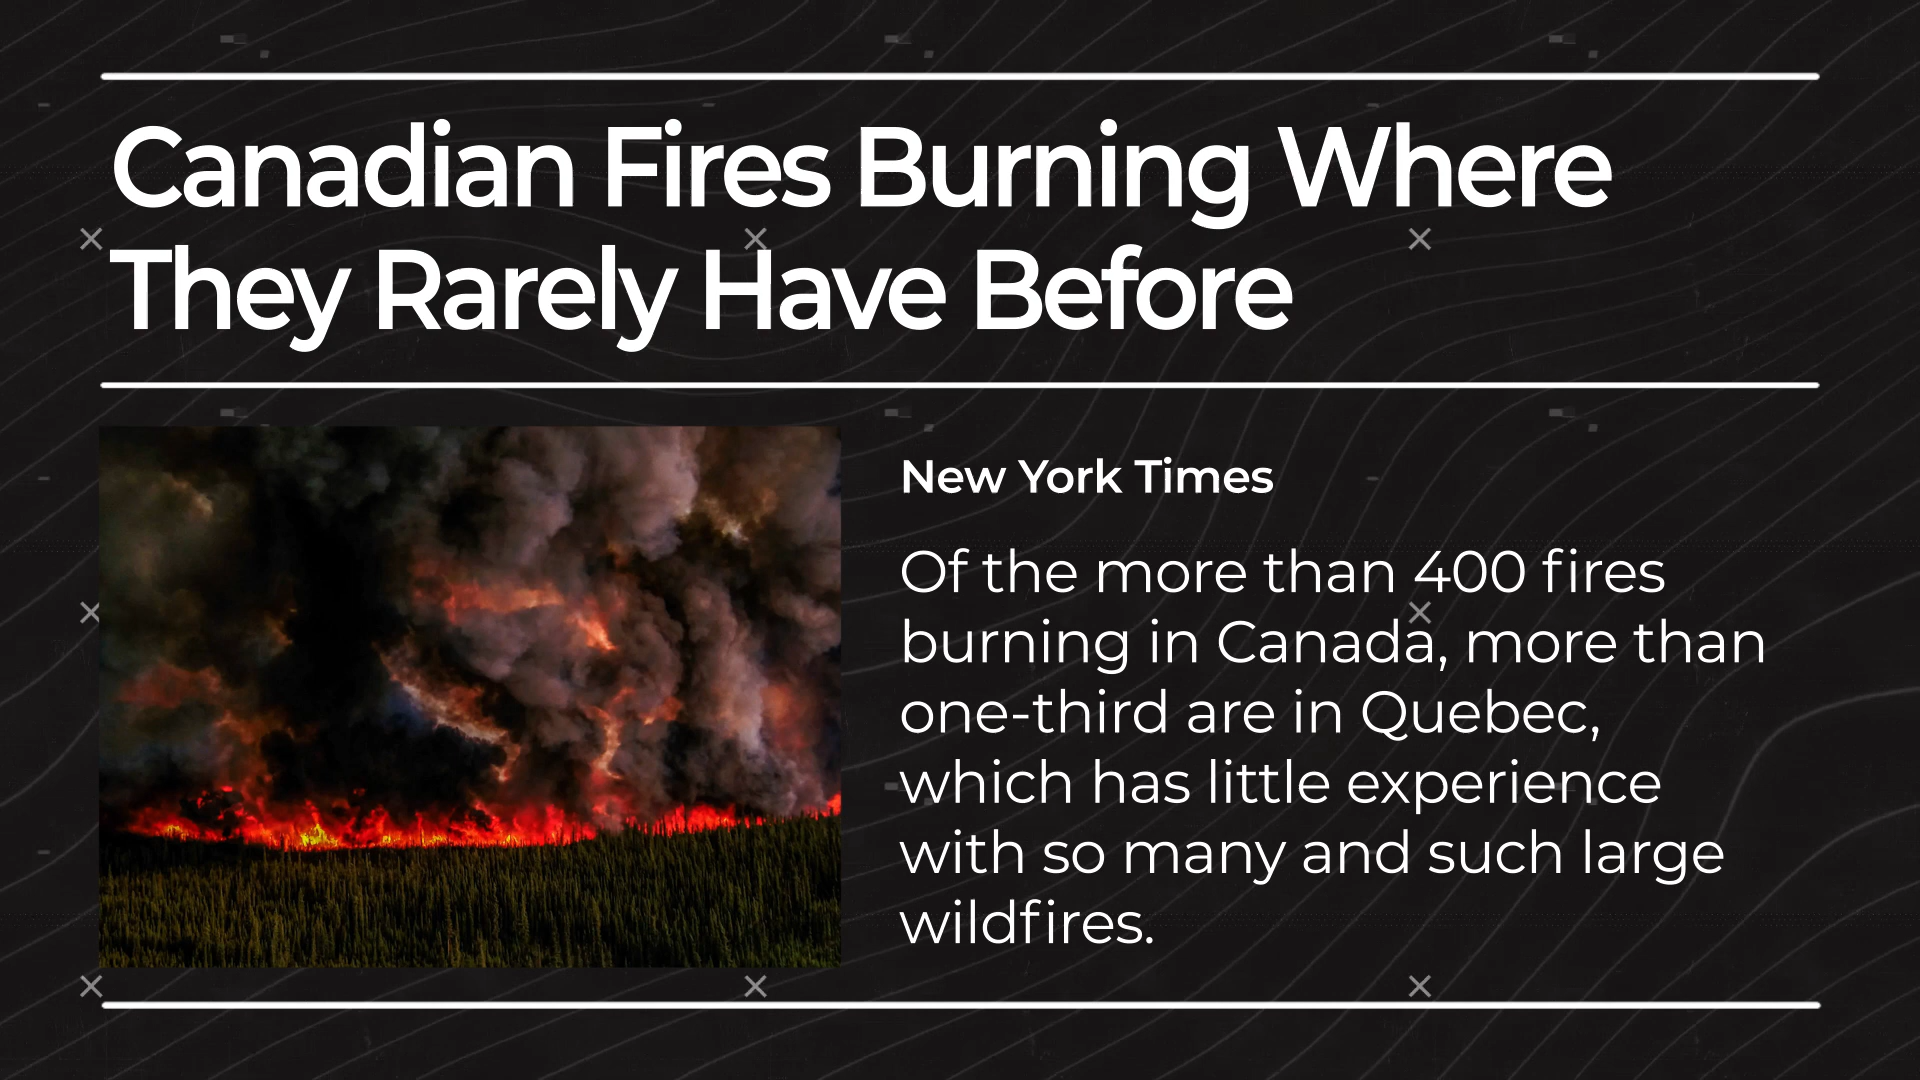 Canadian Fires Burning Where
They Rarely Have Before
New York Times
Of the more than 400 fires
burning in Canada, more than
one-third are in Quebec,
which has little experience
with so many and such large
wildfires.